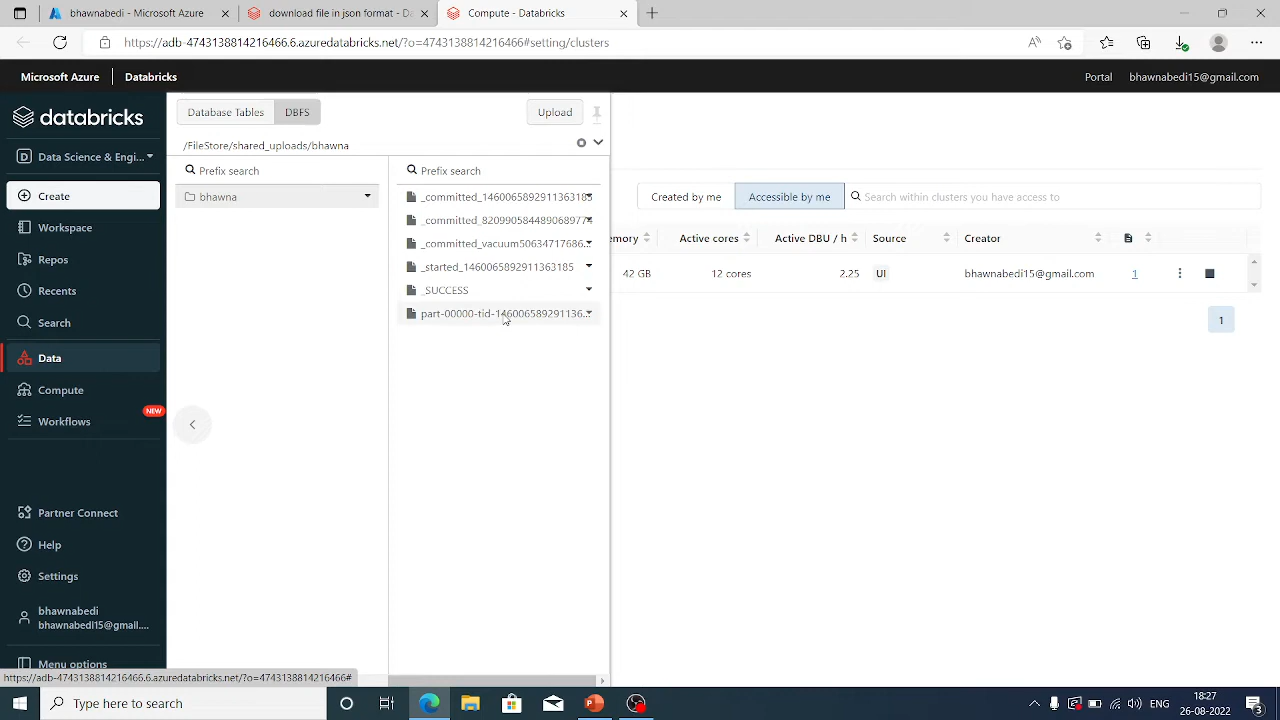 bhawnabedi - Microsoft Azure
download file in json format - Da
Compute - Databricks
https://adb-4743138814216466.6.azuredatabricks.net/?o=4743138814216466#setting/clusters
Microsoft Azure
Databricks
Portal
bhawnabedi15@gmail.com
databricks
Data Science & Engi...
Create
Workspace
Repos
Recents
Search
Data
Compute
NEW
Workflows
Partner Connect
Help
Settings
bhawnabedi
bhawnabedi15@gmail....
Menu options
Database Tables
DBFS
Upload
/FileStore/shared_uploads/bhawna
Prefix search
bhawna
Prefix search
_committed_1460065892911363185
_committed_820990584489068977
_committed_vacuum50634717686...
_started_1460065892911363185
_SUCCESS
part-00000-tid-146006589291136...
Created by me
Accessible by me
Search within clusters you have access to
emory
Active cores
Active DBU / h
Source
Creator
42 GB
12 cores
2.25
UI
bhawnabedi15@gmail.com
1
1
https://adb-4743138814216466.6.azuredatabricks.net/?o=4743138814216466#
Type here to search
ENG
18:27
26-08-2022
3